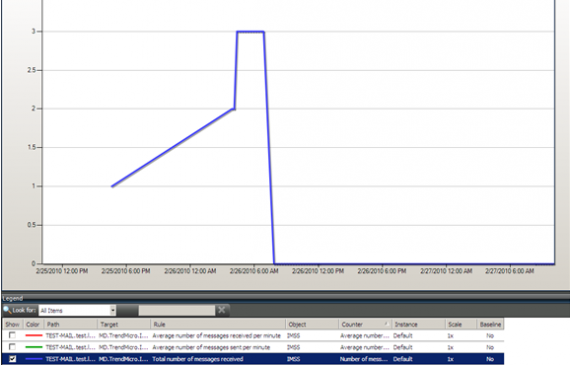 3
2.5
2
1.5
1
0.5
0
2/25/2010 12:00 PM 2/25/2010 6:00 PM 2/26/2010 12:00 AM 2/26/2010 6:00 AM 2/26/2010 12:00 PM 2/26/2010 6:00 PM 2/27/2010 12:00 AM 2/27/2010 6:00 AM
Legend
Look for: All Items
Show Color Path Target Rule Object Counter Instance Scale Baseline
TEST-MAIL.test.l... MD.TrendMicro.I... Average number of messages received per minute IMSS Average number... Default 1x No
TEST-MAIL.test.l... MD.TrendMicro.I... Average number of messages sent per minute IMSS Average number... Default 1x No
TEST-MAIL.test.l... MD.TrendMicro.I... Total number of messages received IMSS Number of mess... Default 1x No